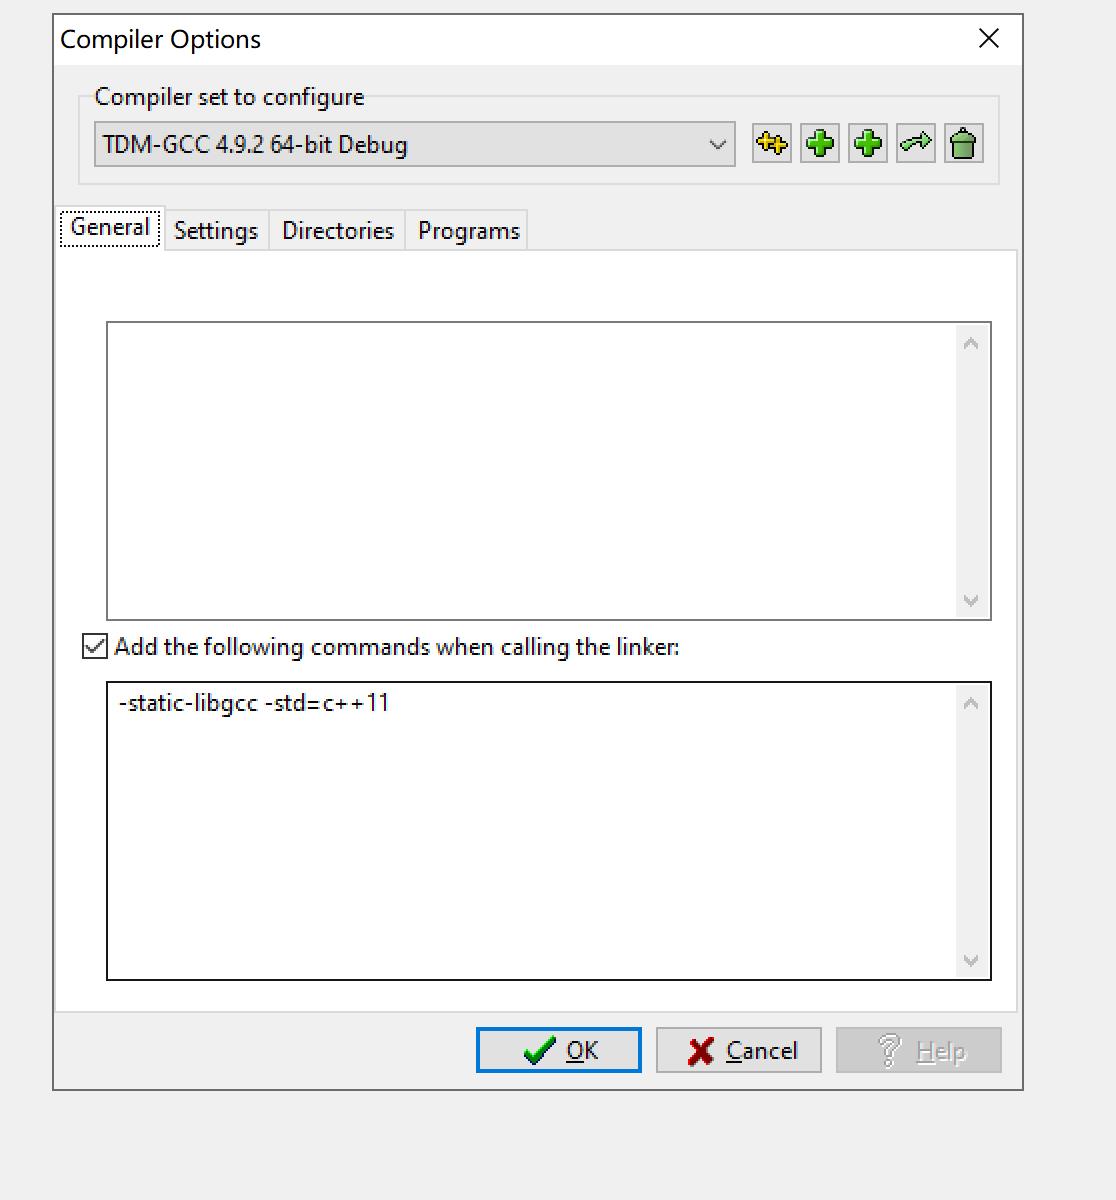 Compiler Options
Compiler set to configure
TDM-GCC 4.9.2 64-bit Debug
General Settings Directories Programs
Add the following commands when calling the linker:
-static-libgcc -std=c++11
OK Cancel Help